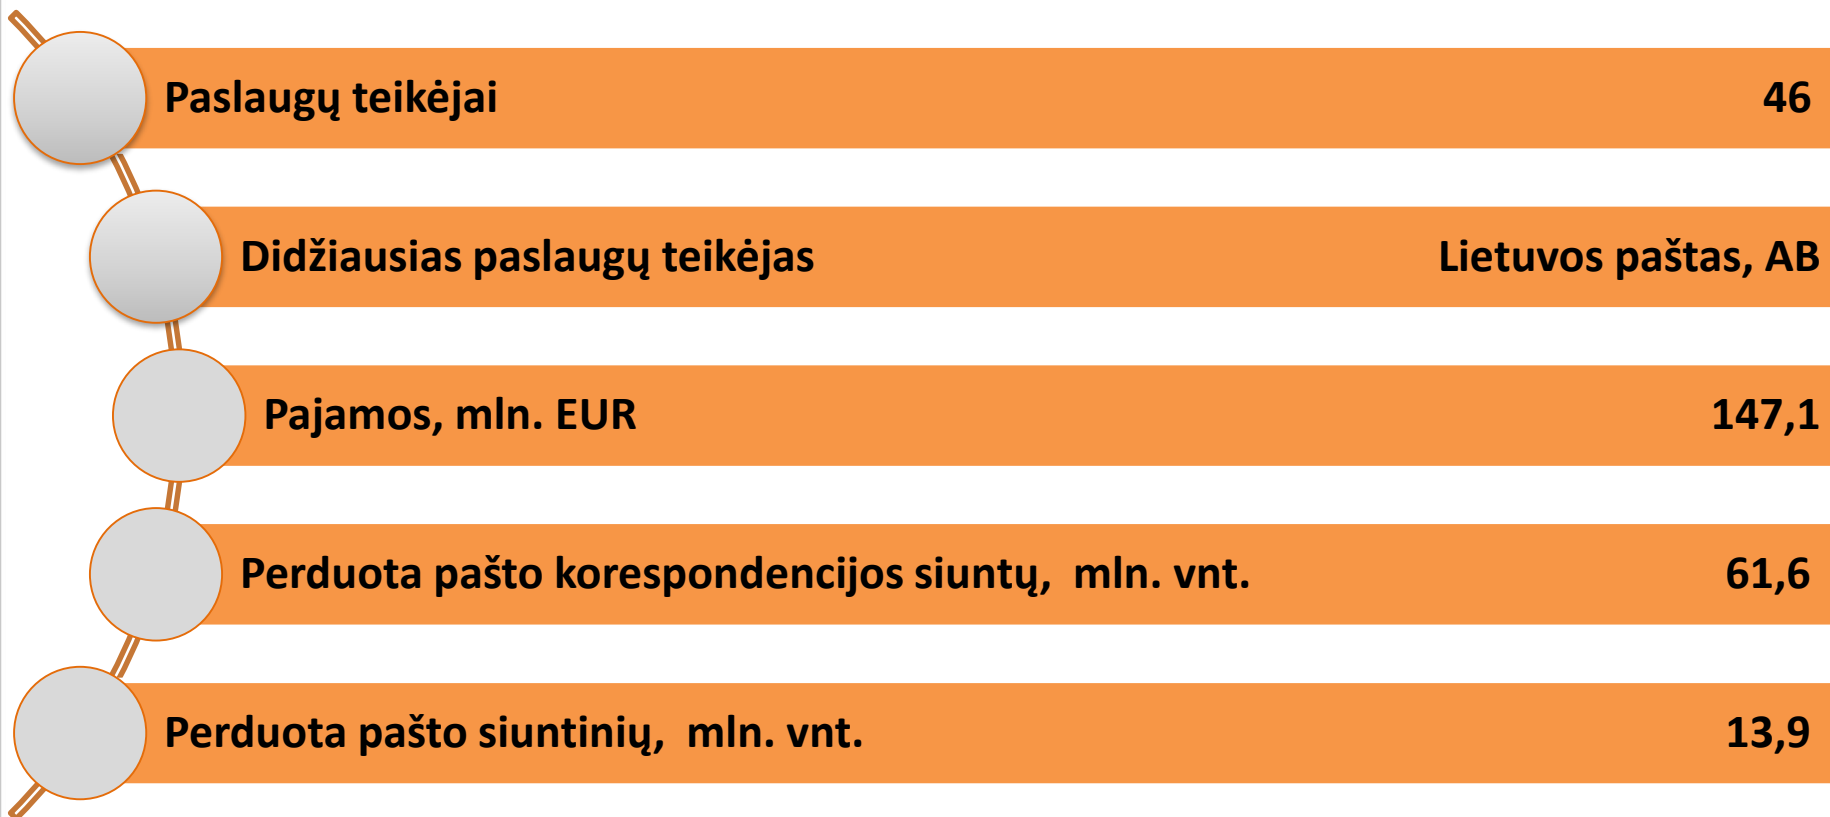 Paslaugų teikėjai 46
Didžiausias paslaugų teikėjas Lietuvos paštas, AB
Pajamos, mln. EUR 147,1
Perduota pašto korespondencijos siuntų, mln. vnt. 61,6
Perduota pašto siuntinių, mln. vnt. 13,9